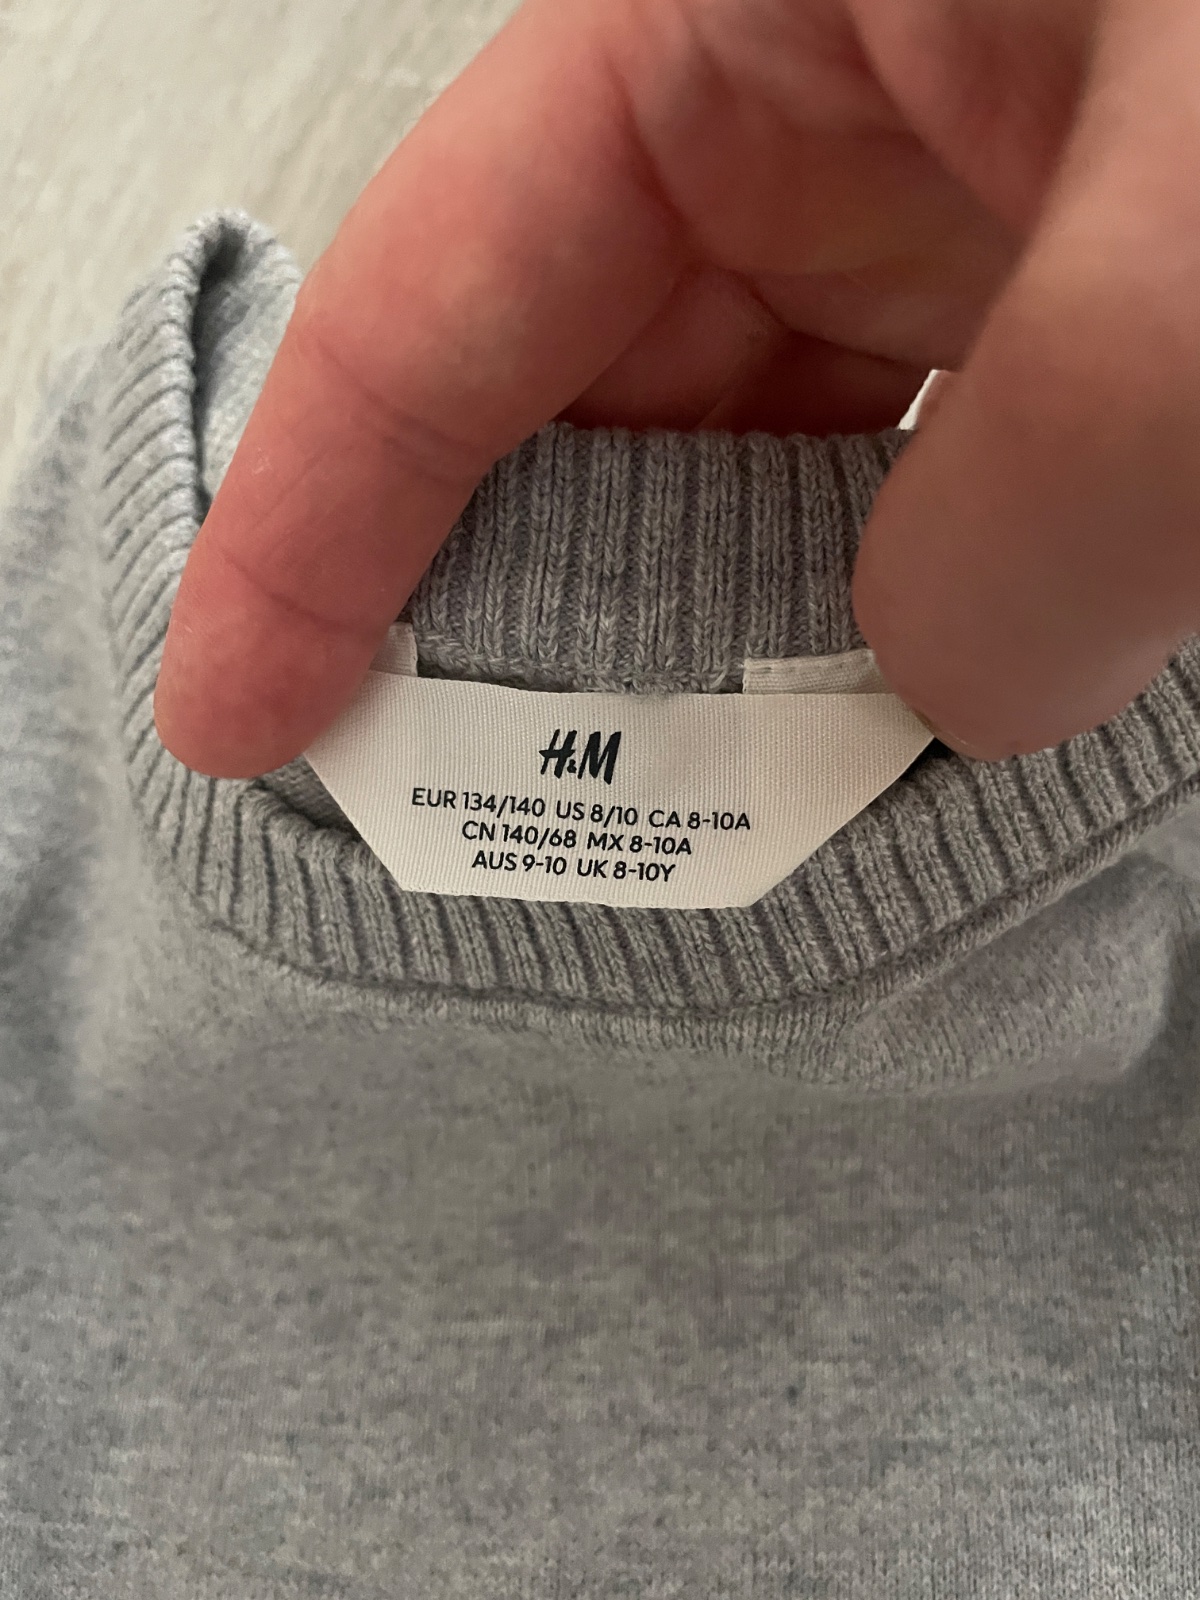 H&M
EUR 134/140 US 8/10 CA 8-10A
CN 140/68 MX 8-10A
AUS 9-10 UK 8-10Y